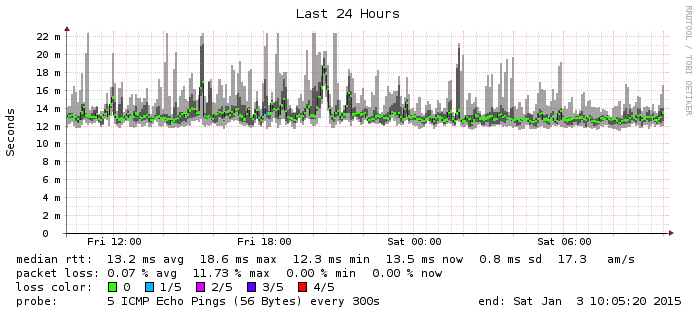 Last 24 Hours
RRDTOOL / TOBI OETIKER
Seconds
22 m
20 m
18 m
16 m
14 m
12 m
10 m
8 m
6 m
4 m
2 m
0
Fri 12:00 Fri 18:00 Sat 00:00 Sat 06:00
median rtt: 13.2 ms avg 18.6 ms max 12.3 ms min 13.5 ms now 0.8 ms sd 17.3 am/s
packet loss: 0.07 % avg 11.73 % max 0.00 % min 0.00 % now
loss color: 0 1/5 2/5 3/5 4/5
probe: 5 ICMP Echo Pings (56 Bytes) every 300s end: Sat Jan 3 10:05:20 2015